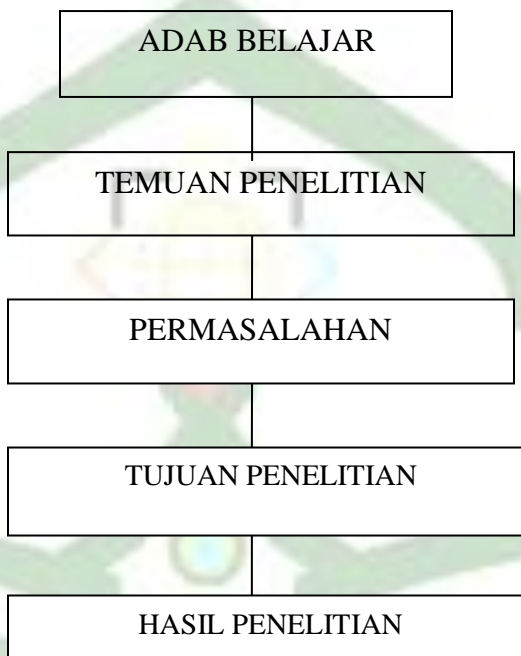 ADAB BELAJAR
TEMUAN PENELITIAN
PERMASALAHAN
TUJUAN PENELITIAN
HASIL PENELITIAN